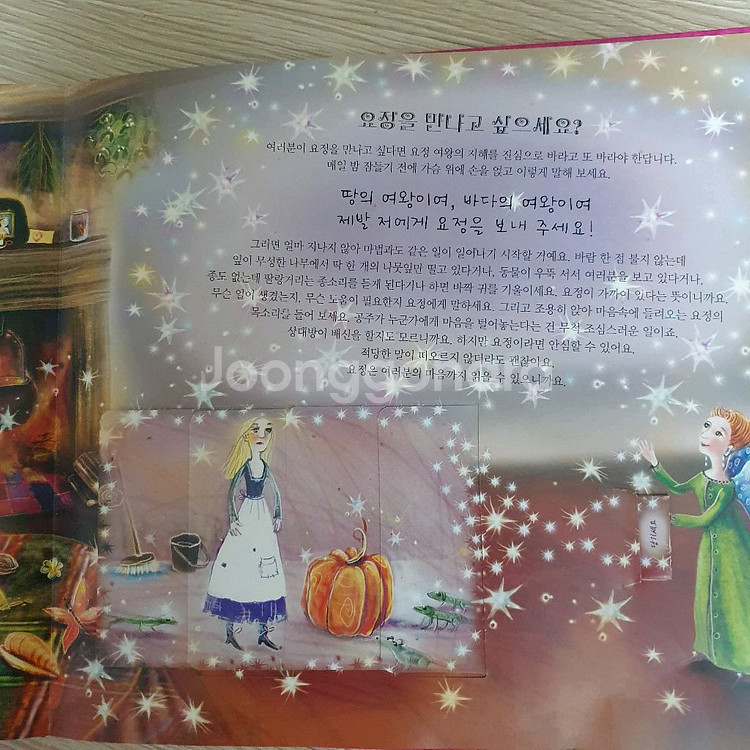 요정을 만나고 싶으세요?
여러분이 요정을 만나고 싶다면 요정 여왕의 지혜를 진심으로 바라고 또 바라야 한답니다.
매일 밤 잠들기 전에 가슴 위에 손을 얹고 이렇게 말해 보세요.
땅의 여왕이여, 바다의 여왕이여
제발 저에게 요정을 보내 주세요!
그러면 얼마 지나지 않아 마법과도 같은 일이 일어나기 시작할 거예요. 바람 한 점 불지 않는데
잎이 무성한 나무에서 딱 한 개의 나뭇잎만 떨고 있다거나, 동물이 우뚝 서서 여러분을 보고 있다거나,
종도 없는데 딸랑거리는 종소리를 듣게 된다거나 하면 바짝 귀를 기울이세요. 요정이 가까이 있다는 뜻이니까요.
무슨 일이 생겼는지, 무슨 도움이 필요한지 요정에게 말하세요. 그리고 조용히 앉아 마음속에 들려오는 요정의
목소리를 들어 보세요. 공주가 누군가에게 마음을 털어놓는다는 건 무척 조심스러운 일이죠.
상대방이 배신을 할지도 모르니까요. 하지만 요정이라면 안심할 수 있어요.
적당한 말이 떠오르지 않더라도 괜찮아요.
요정은 여러분의 마음까지 읽을 수 있으니까요.
Joonggonara
당기세요